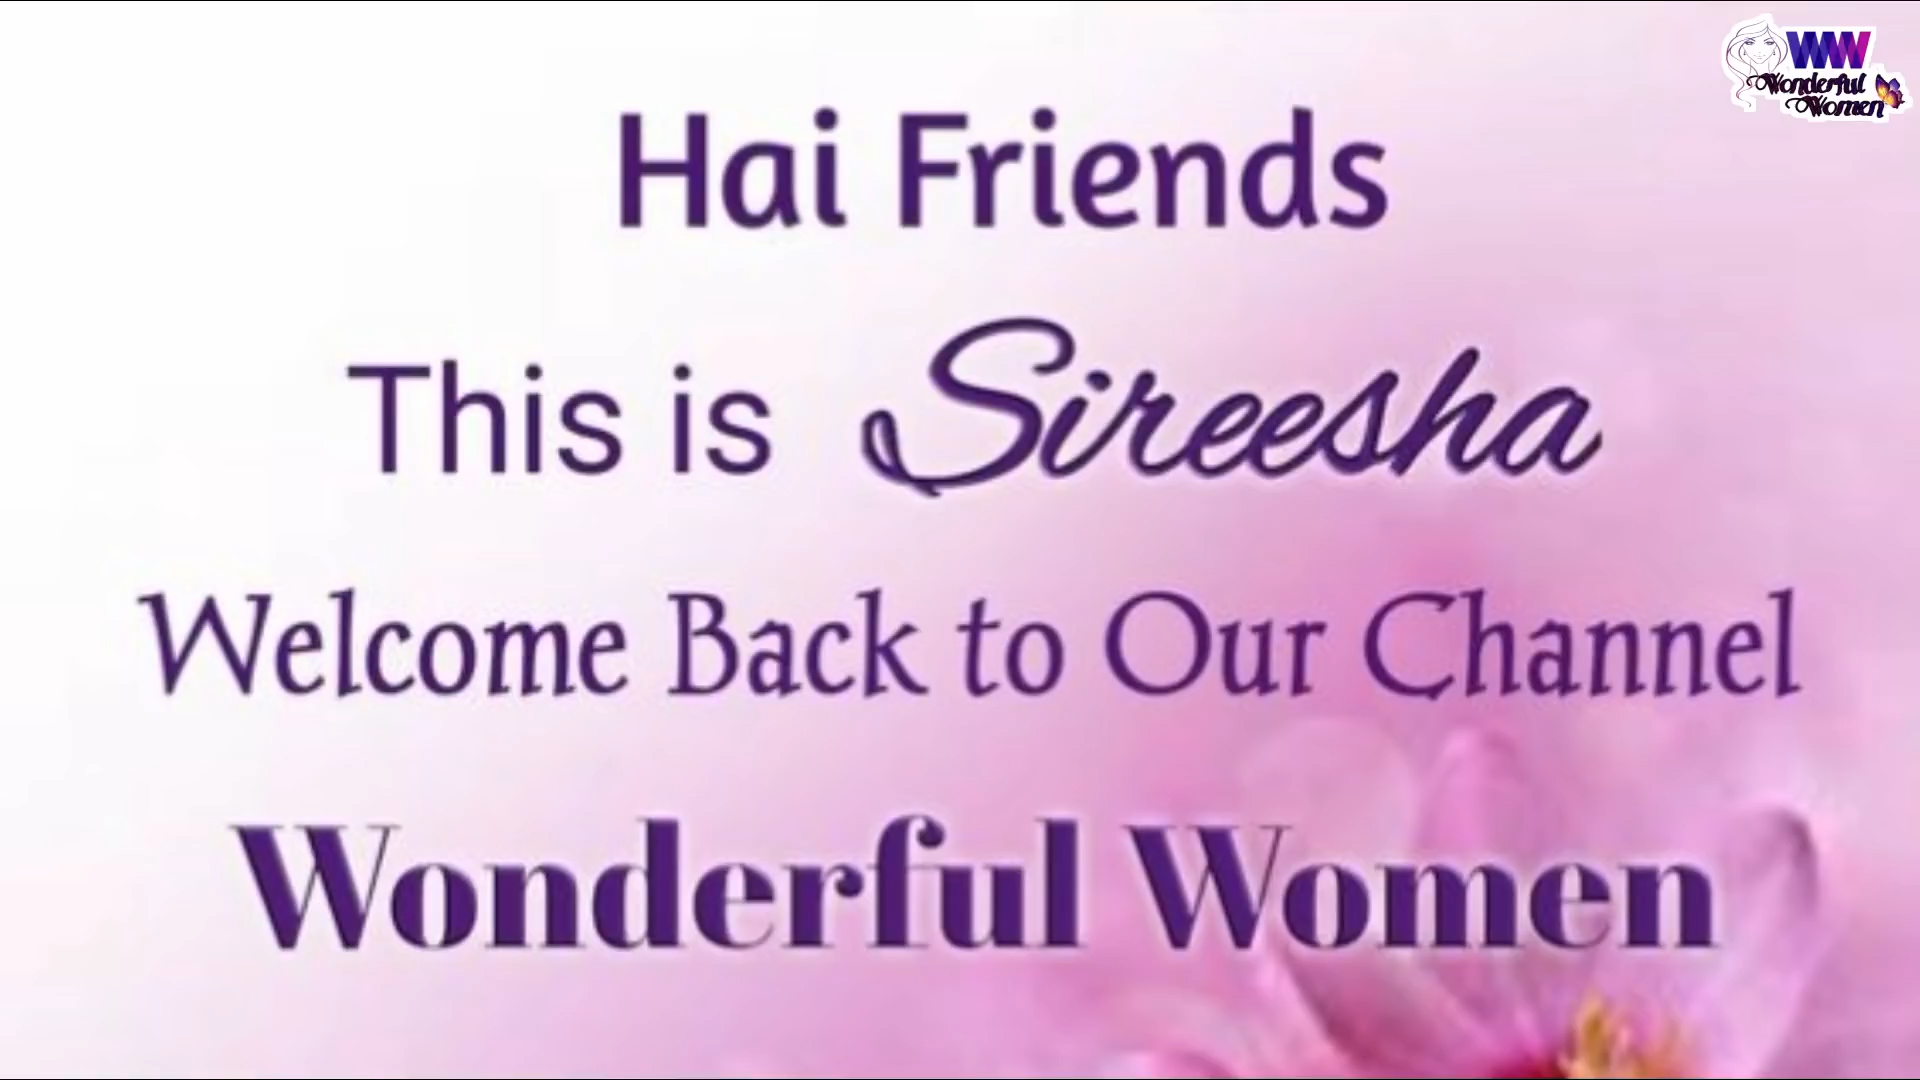 WW
Wonderful
Women
Hai Friends
This is Sireesha
Welcome Back to Our Channel
Wonderful Women